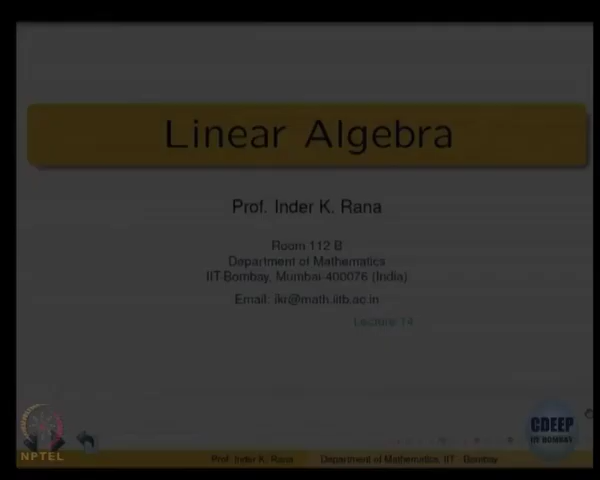 Linear Algebra
Prof. Inder K. Rana
Room 112 B
Department of Mathematics
IIT-Bombay, Mumbai-400076 (India)
Email: ikr@math.iitb.ac.in
Lecture 14
NPTEL
CDEEP
IIT BOMBAY
Prof. Inder K. Rana Department of Mathematics, IIT - Bombay